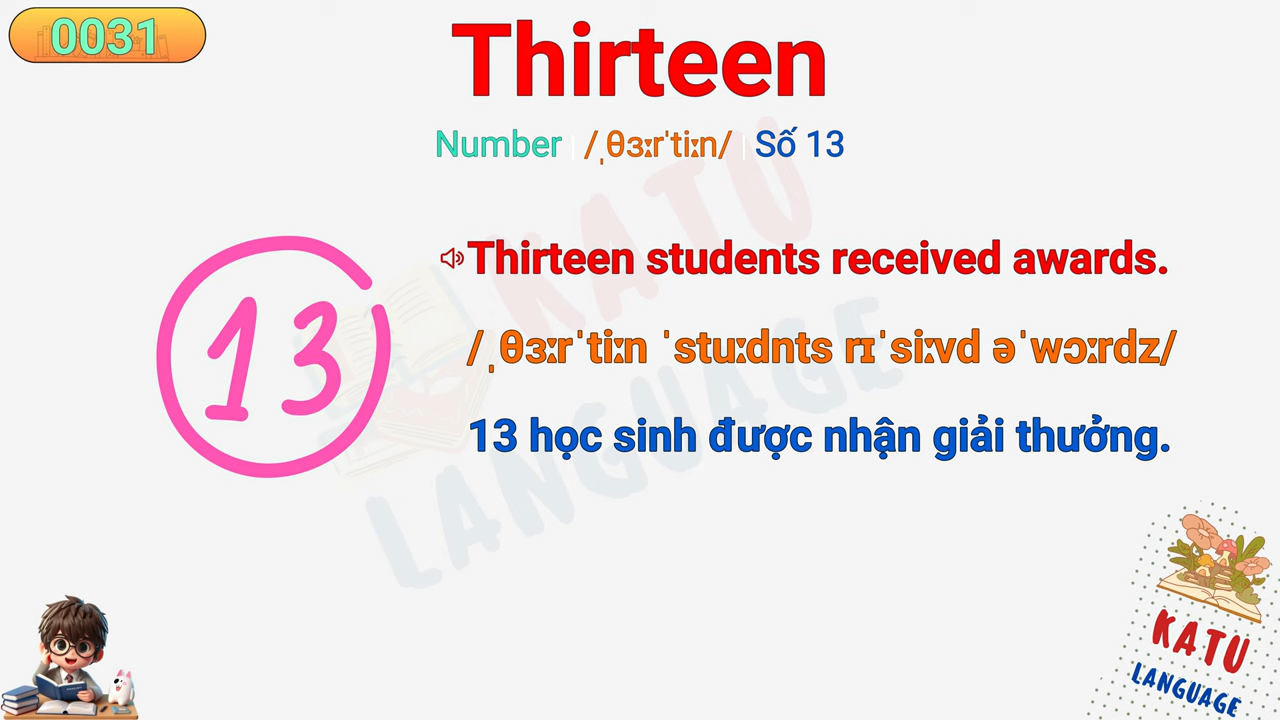 0031
Thirteen
Number | /ˌθɜːrˈtiːn/ | Số 13
13
Thirteen students received awards.
/ˌθɜːrˈtiːn ˈstuːdnts rɪˈsiːvd əˈwɔːrdz/
13 học sinh được nhận giải thưởng.
KATU
LANGUAGE
KATU
LANGUAGE